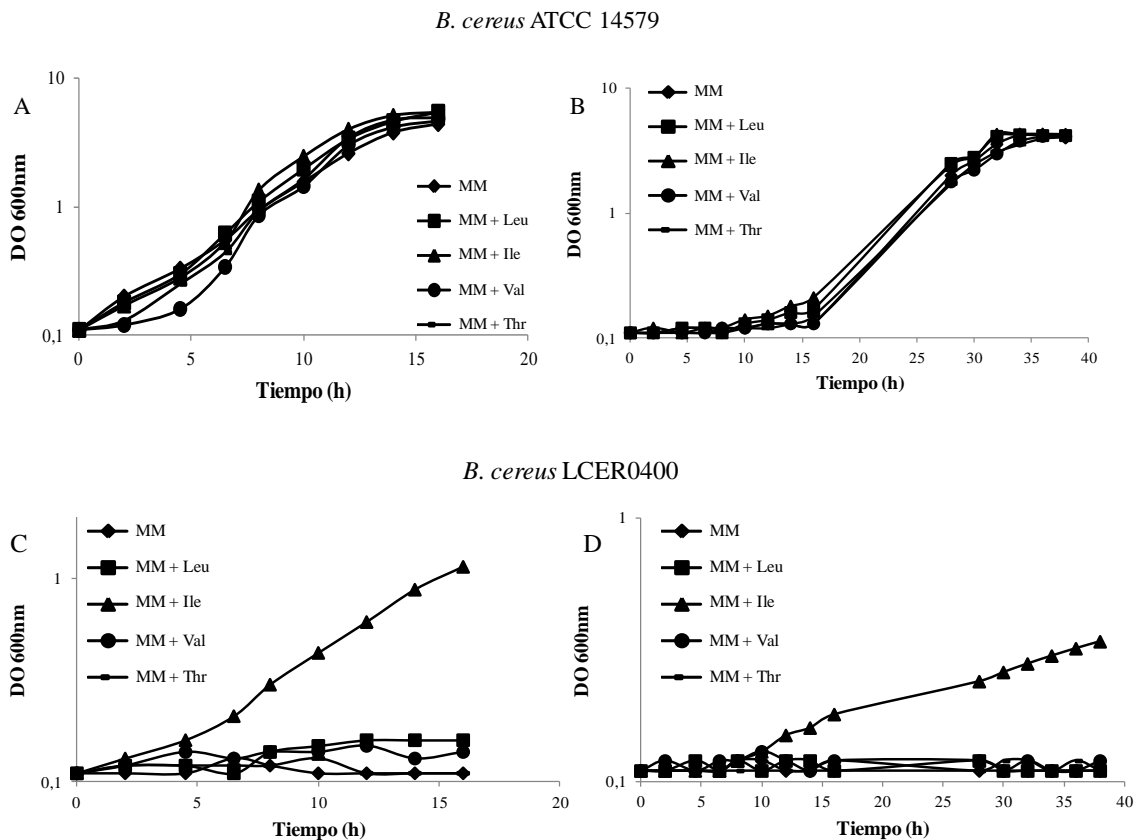 B. cereus ATCC 14579
A
10
1
0,1
DO 600nm
0
5
10
15
20
Tiempo (h)
MM
MM + Leu
MM + Ile
MM + Val
MM + Thr
B
10
1
0,1
DO 600nm
0
5
10
15
20
25
30
35
40
Tiempo (h)
MM
MM + Leu
MM + Ile
MM + Val
MM + Thr
B. cereus LCER0400
C
1
0,1
DO 600nm
0
5
10
15
20
Tiempo (h)
MM
MM + Leu
MM + Ile
MM + Val
MM + Thr
D
1
0,1
DO 600nm
0
5
10
15
20
25
30
35
40
Tiempo (h)
MM
MM + Leu
MM + Ile
MM + Val
MM + Thr